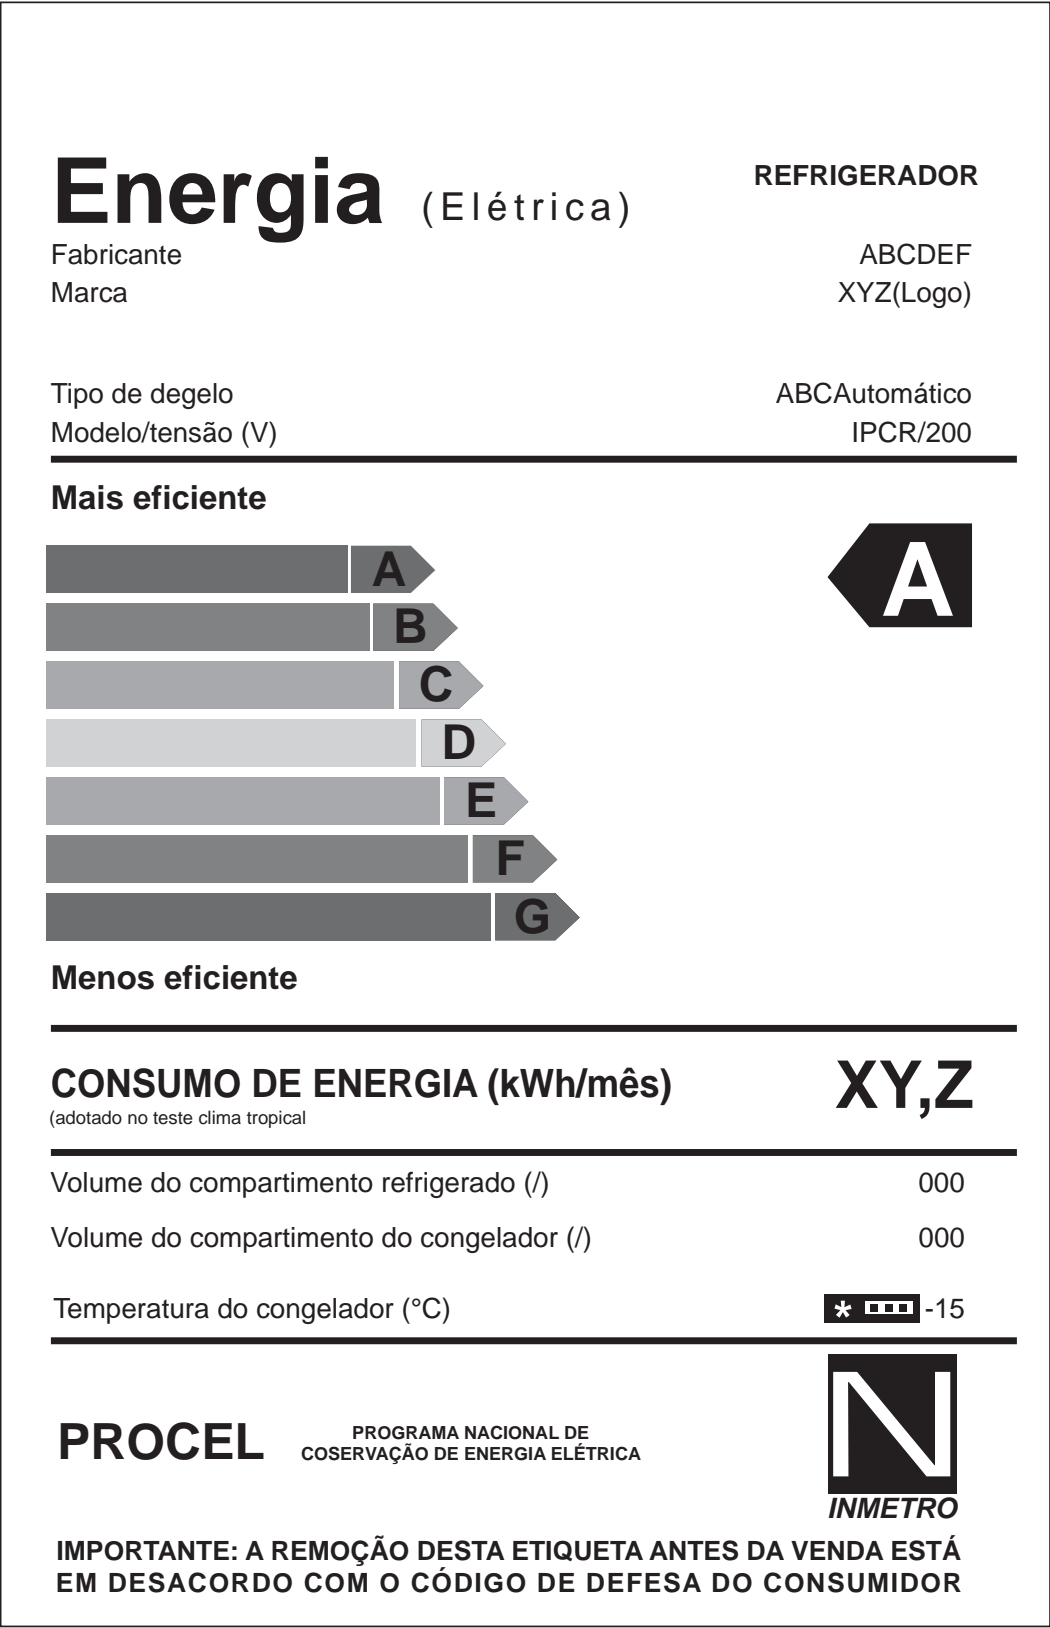 Energia (Elétrica) REFRIGERADOR
Fabricante ABCDEF
Marca XYZ(Logo)
Tipo de degelo ABCAutomático
Modelo/tensão (V) IPCR/200
Mais eficiente
A A
B
C
D
E
F
G
Menos eficiente
CONSUMO DE ENERGIA (kWh/mês) XY,Z
(adotado no teste clima tropical
Volume do compartimento refrigerado (/) 000
Volume do compartimento do congelador (/) 000
Temperatura do congelador (°C) * -15
PROCEL
PROGRAMA NACIONAL DE
COSERVAÇÃO DE ENERGIA ELÉTRICA
N
INMETRO
IMPORTANTE: A REMOÇÃO DESTA ETIQUETA ANTES DA VENDA ESTÁ
EM DESACORDO COM O CÓDIGO DE DEFESA DO CONSUMIDOR